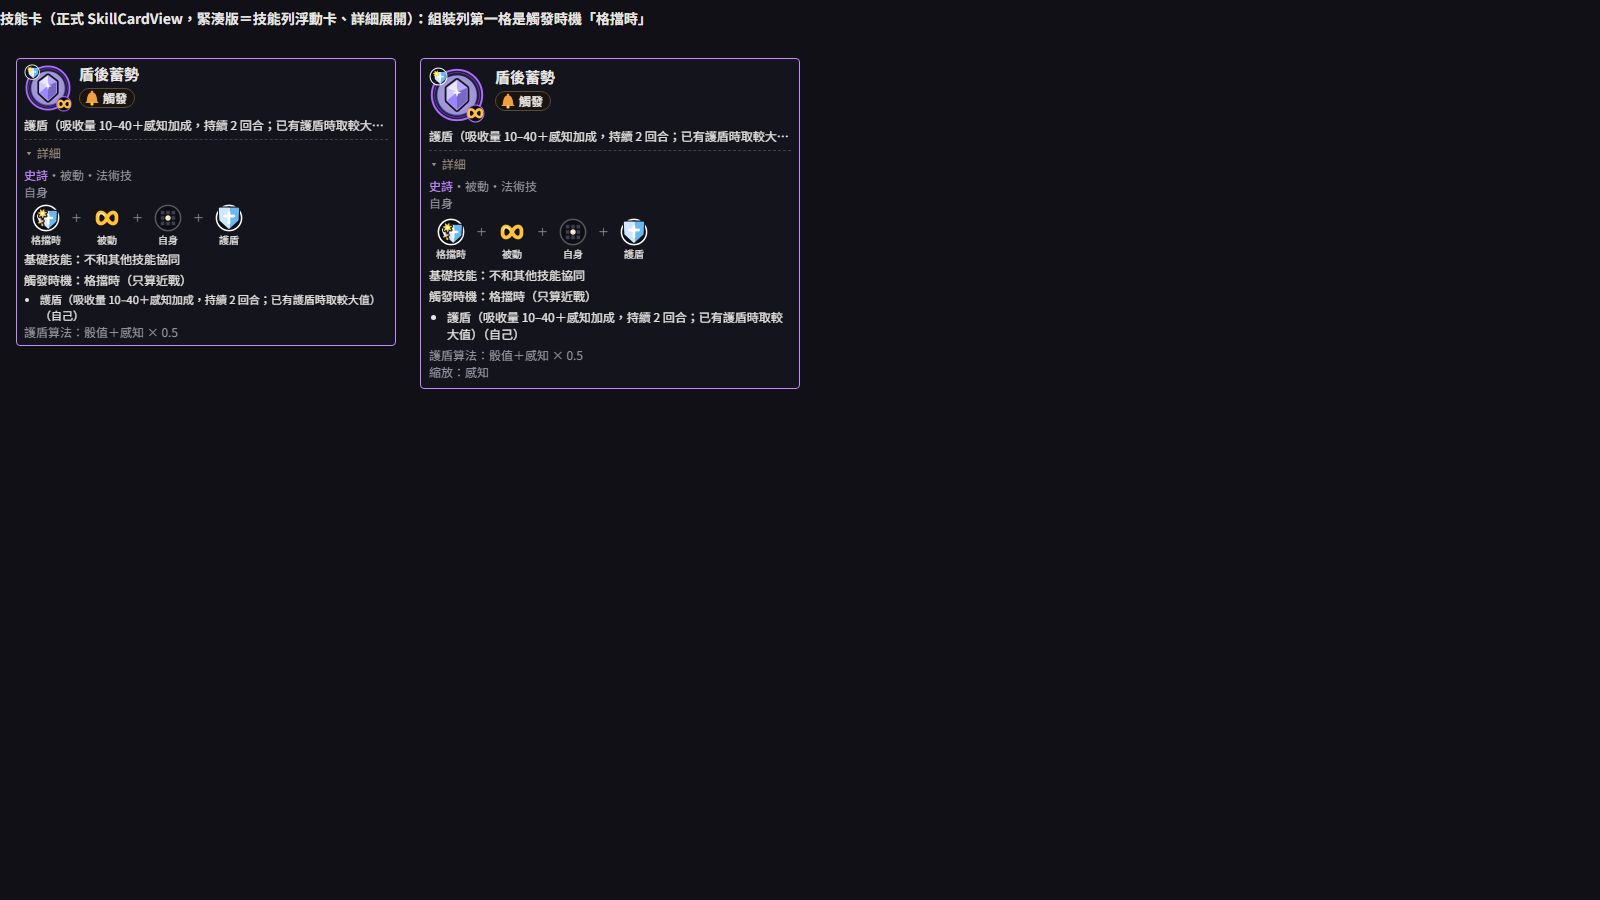 技能卡（正式 SkillCardView，緊湊版＝技能列浮動卡、詳細展開）：組裝列第一格是觸發時機「格擋時」
盾後蓄勢
觸發
護盾（吸收量 10–40＋感知加成，持續 2 回合；已有護盾時取較大…
詳細
史詩・被動・法術技
自身
格擋時 + 被動 + 自身 + 護盾
基礎技能：不和其他技能協同
觸發時機：格擋時（只算近戰）
• 護盾（吸收量 10–40＋感知加成，持續 2 回合；已有護盾時取較大值）
（自己）
護盾算法：骰值＋感知 × 0.5
盾後蓄勢
觸發
護盾（吸收量 10–40＋感知加成，持續 2 回合；已有護盾時取較大…
詳細
史詩・被動・法術技
自身
格擋時 + 被動 + 自身 + 護盾
基礎技能：不和其他技能協同
觸發時機：格擋時（只算近戰）
• 護盾（吸收量 10–40＋感知加成，持續 2 回合；已有護盾時取較
大值）（自己）
護盾算法：骰值＋感知 × 0.5
縮放：感知